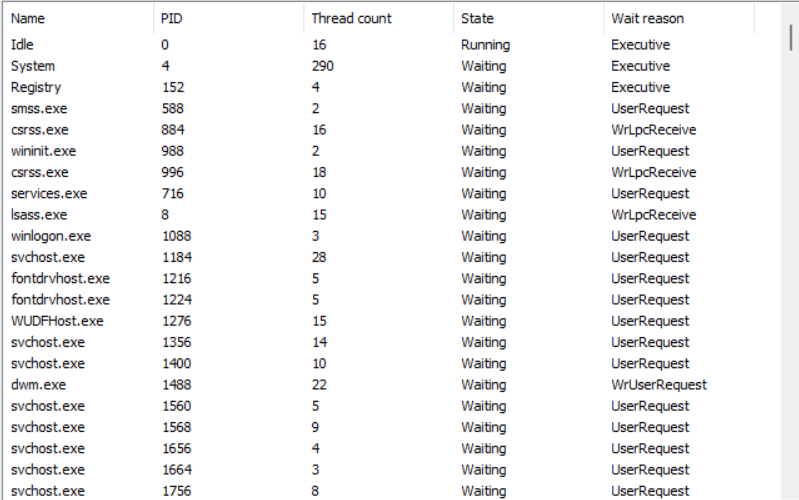 Name PID Thread count State Wait reason
Idle 0 16 Running Executive
System 4 290 Waiting Executive
Registry 152 4 Waiting Executive
smss.exe 588 2 Waiting UserRequest
csrss.exe 884 16 Waiting WrLpcReceive
wininit.exe 988 2 Waiting UserRequest
csrss.exe 996 18 Waiting WrLpcReceive
services.exe 716 10 Waiting UserRequest
lsass.exe 8 15 Waiting WrLpcReceive
winlogon.exe 1088 3 Waiting UserRequest
svchost.exe 1184 28 Waiting UserRequest
fontdrvhost.exe 1216 5 Waiting UserRequest
fontdrvhost.exe 1224 5 Waiting UserRequest
WUDFHost.exe 1276 15 Waiting UserRequest
svchost.exe 1356 14 Waiting UserRequest
svchost.exe 1400 10 Waiting UserRequest
dwm.exe 1488 22 Waiting WrUserRequest
svchost.exe 1560 5 Waiting UserRequest
svchost.exe 1568 9 Waiting UserRequest
svchost.exe 1656 4 Waiting UserRequest
svchost.exe 1664 3 Waiting UserRequest
svchost.exe 1756 8 Waiting UserRequest